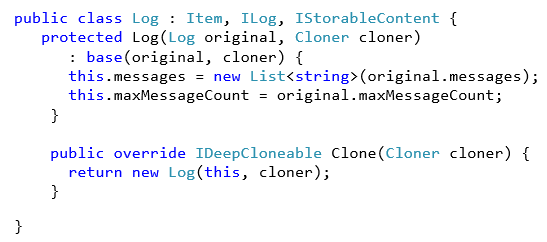 public class Log : Item, ILog, IStorableContent {
protected Log(Log original, Cloner cloner)
: base(original, cloner) {
this.messages = new List<string>(original.messages);
this.maxMessageCount = original.maxMessageCount;
}
public override IDeepCloneable Clone(Cloner cloner) {
return new Log(this, cloner);
}
}